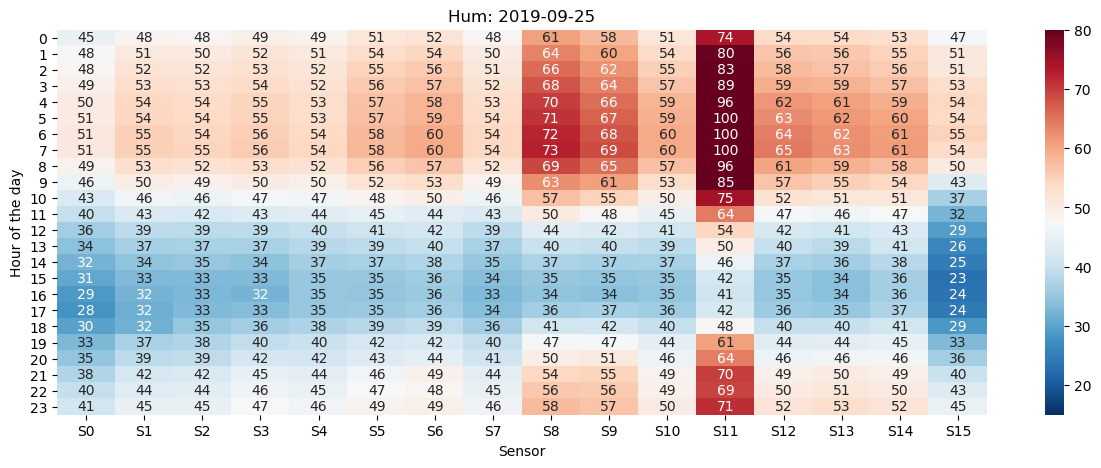 Hum: 2019-09-25
Hour of the day
0 45 48 48 49 49 51 52 48 61 58 51 74 54 54 53 47
1 48 51 50 52 51 54 54 50 64 60 54 80 56 56 55 51
2 48 52 52 53 52 55 56 51 66 62 55 83 58 57 56 51
3 49 53 53 54 52 56 57 52 68 64 57 89 59 59 57 53
4 50 54 54 55 53 57 58 53 70 66 59 96 62 61 59 54
5 51 54 54 55 53 57 59 54 71 67 59 100 63 62 60 54
6 51 55 54 56 54 58 60 54 72 68 60 100 64 62 61 55
7 51 55 55 56 54 58 60 54 73 69 60 100 65 63 61 54
8 49 53 52 53 52 56 57 52 69 65 57 96 61 59 58 50
9 46 50 49 50 50 52 53 49 63 61 53 85 57 55 54 43
10 43 46 46 47 47 48 50 46 57 55 50 75 52 51 51 37
11 40 43 42 43 44 45 44 43 50 48 45 64 47 46 47 32
12 36 39 39 39 40 41 42 39 44 42 41 54 42 41 43 29
13 34 37 37 37 39 39 40 37 40 40 39 50 40 39 41 26
14 32 34 35 34 37 37 38 35 37 37 37 46 37 36 38 25
15 31 33 33 33 35 35 36 34 35 35 35 42 35 34 36 23
16 29 32 33 32 35 35 36 33 34 34 35 41 35 34 36 24
17 28 32 33 33 35 35 36 34 36 37 36 42 36 35 37 24
18 30 32 35 36 38 39 39 36 41 42 40 48 40 40 41 29
19 33 37 38 40 40 42 42 40 47 47 44 61 44 44 45 33
20 35 39 39 42 42 43 44 41 50 51 46 64 46 46 46 36
21 38 42 42 45 44 46 49 44 54 55 49 70 49 50 49 40
22 40 44 44 46 45 47 48 45 56 56 49 69 50 51 50 43
23 41 45 45 47 46 49 49 46 58 57 50 71 52 53 52 45
S0 S1 S2 S3 S4 S5 S6 S7 S8 S9 S10 S11 S12 S13 S14 S15
Sensor
80
70
60
50
40
30
20